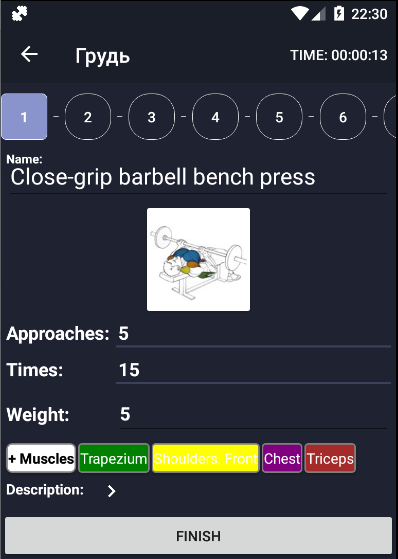 22:30
Грудь TIME: 00:00:13
1 - 2 - 3 - 4 - 5 - 6 -
Name:
Close-grip barbell bench press
Approaches: 5
Times: 15
Weight: 5
+ Muscles Trapezium Shoulders. Front Chest Triceps
Description:
FINISH